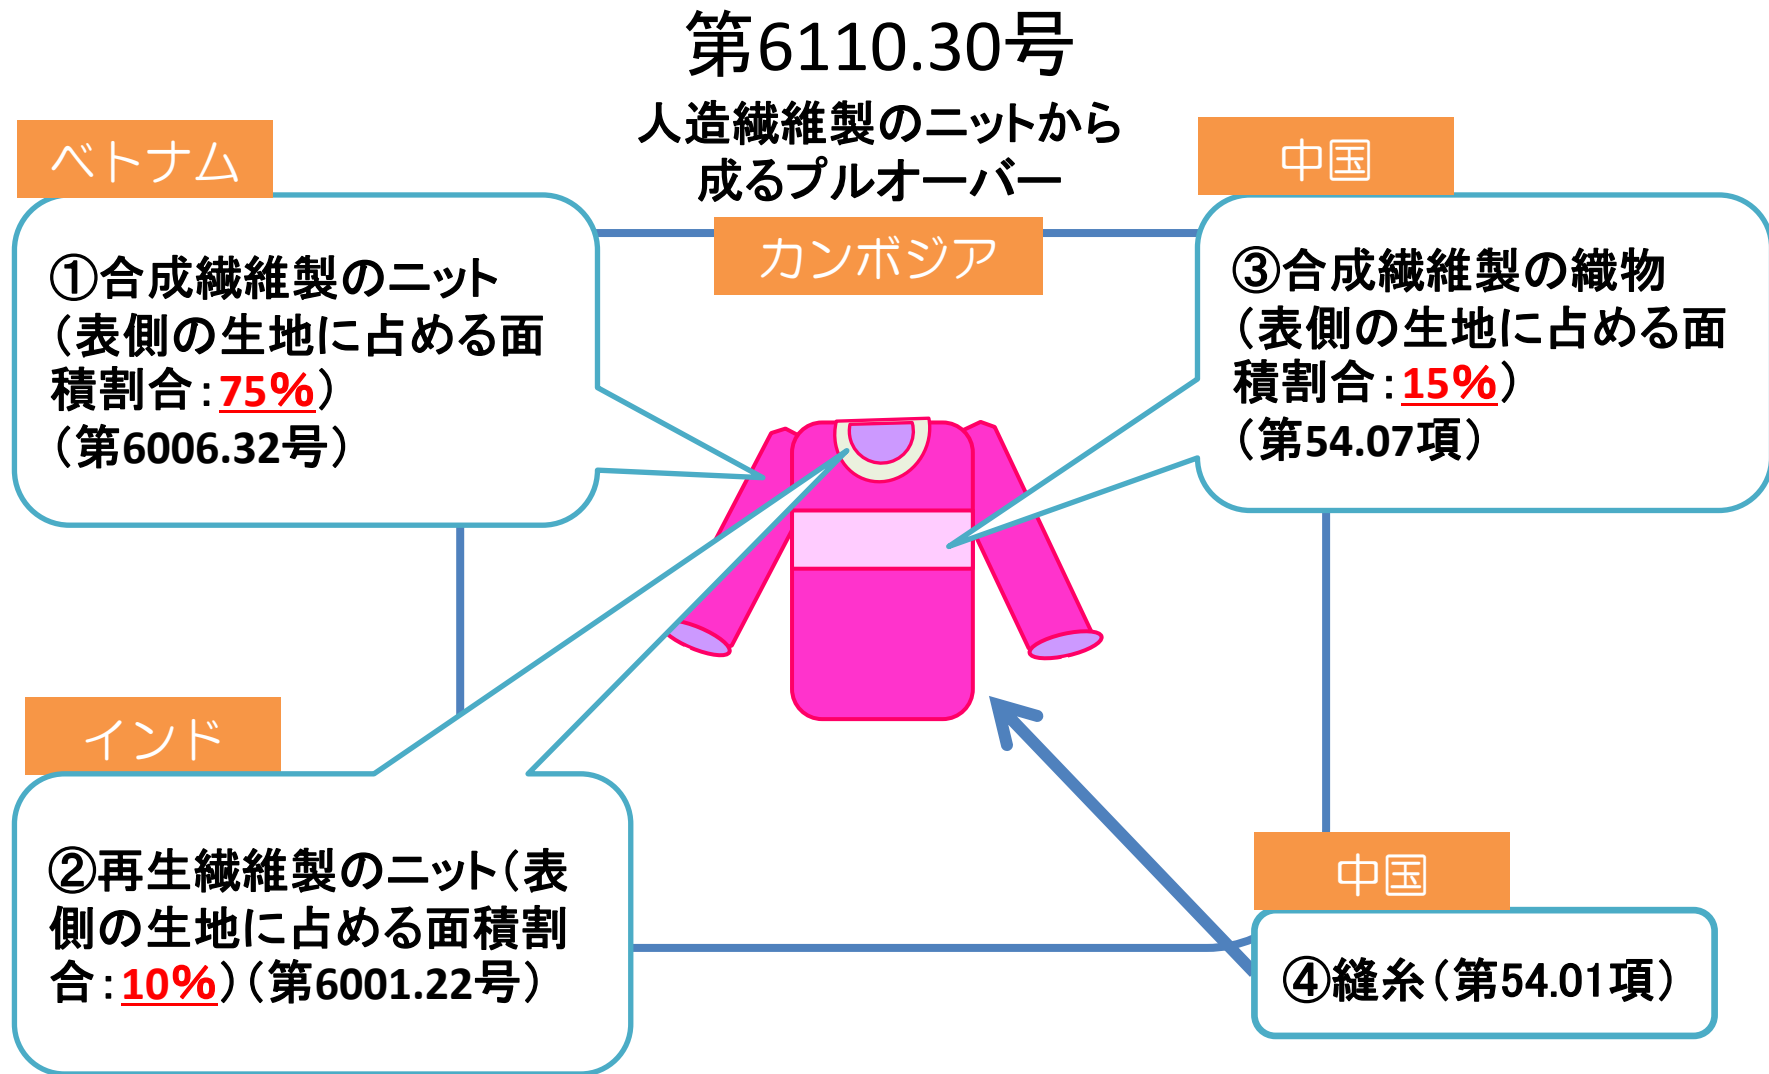 第6110.30号
人造繊維製のニットから
成るプルオーバー
ベトナム
①合成繊維製のニット
（表側の生地に占める面
積割合：75%）
（第6006.32号）
カンボジア
中国
③合成繊維製の織物
（表側の生地に占める面
積割合：15%）
（第54.07項）
インド
②再生繊維製のニット（表
側の生地に占める面積割
合：10%）（第6001.22号）
中国
④縫糸（第54.01項）